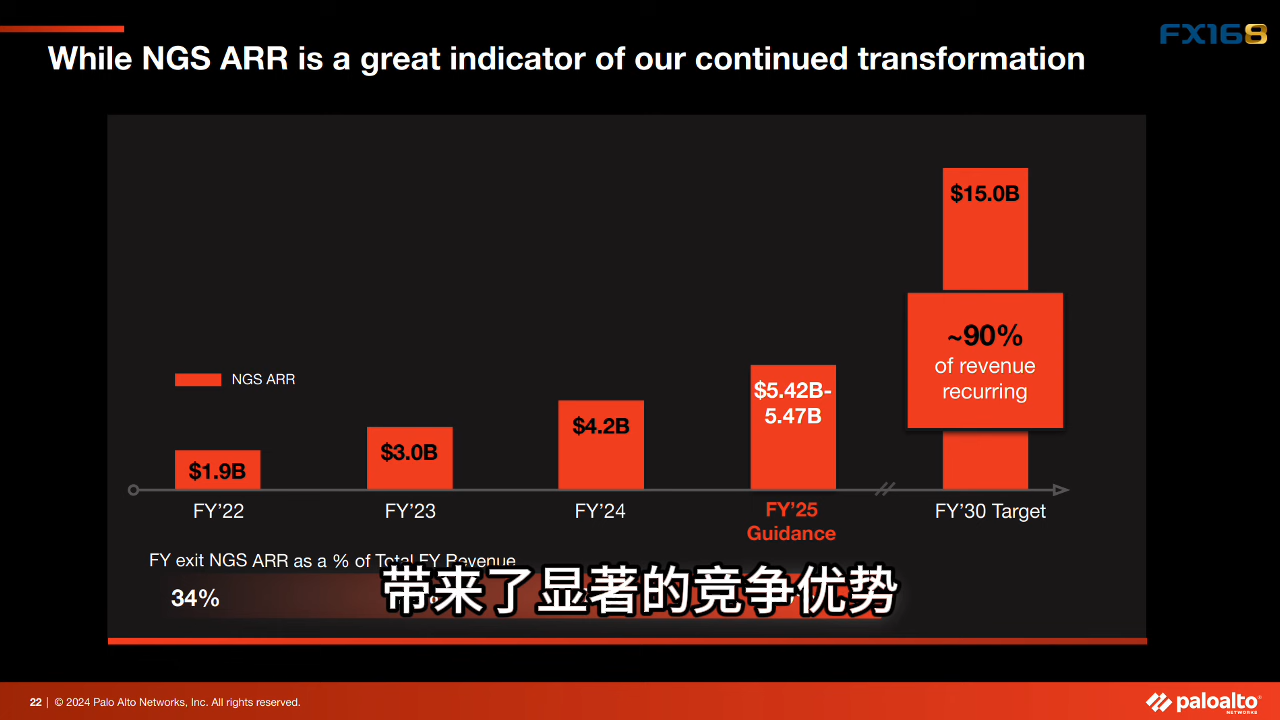 FX168
While NGS ARR is a great indicator of our continued transformation
$15.0B
~90%
of revenue
recurring
NGS ARR
$5.42B-
5.47B
$4.2B
$3.0B
$1.9B
FY'22
FY'23
FY'24
FY'25
Guidance
FY'30 Target
FY exit NGS ARR as a % of Total FY Revenue
34%
带来了显著的竞争优势
22 | © 2024 Palo Alto Networks, Inc. All rights reserved.
paloalto
NETWORKS